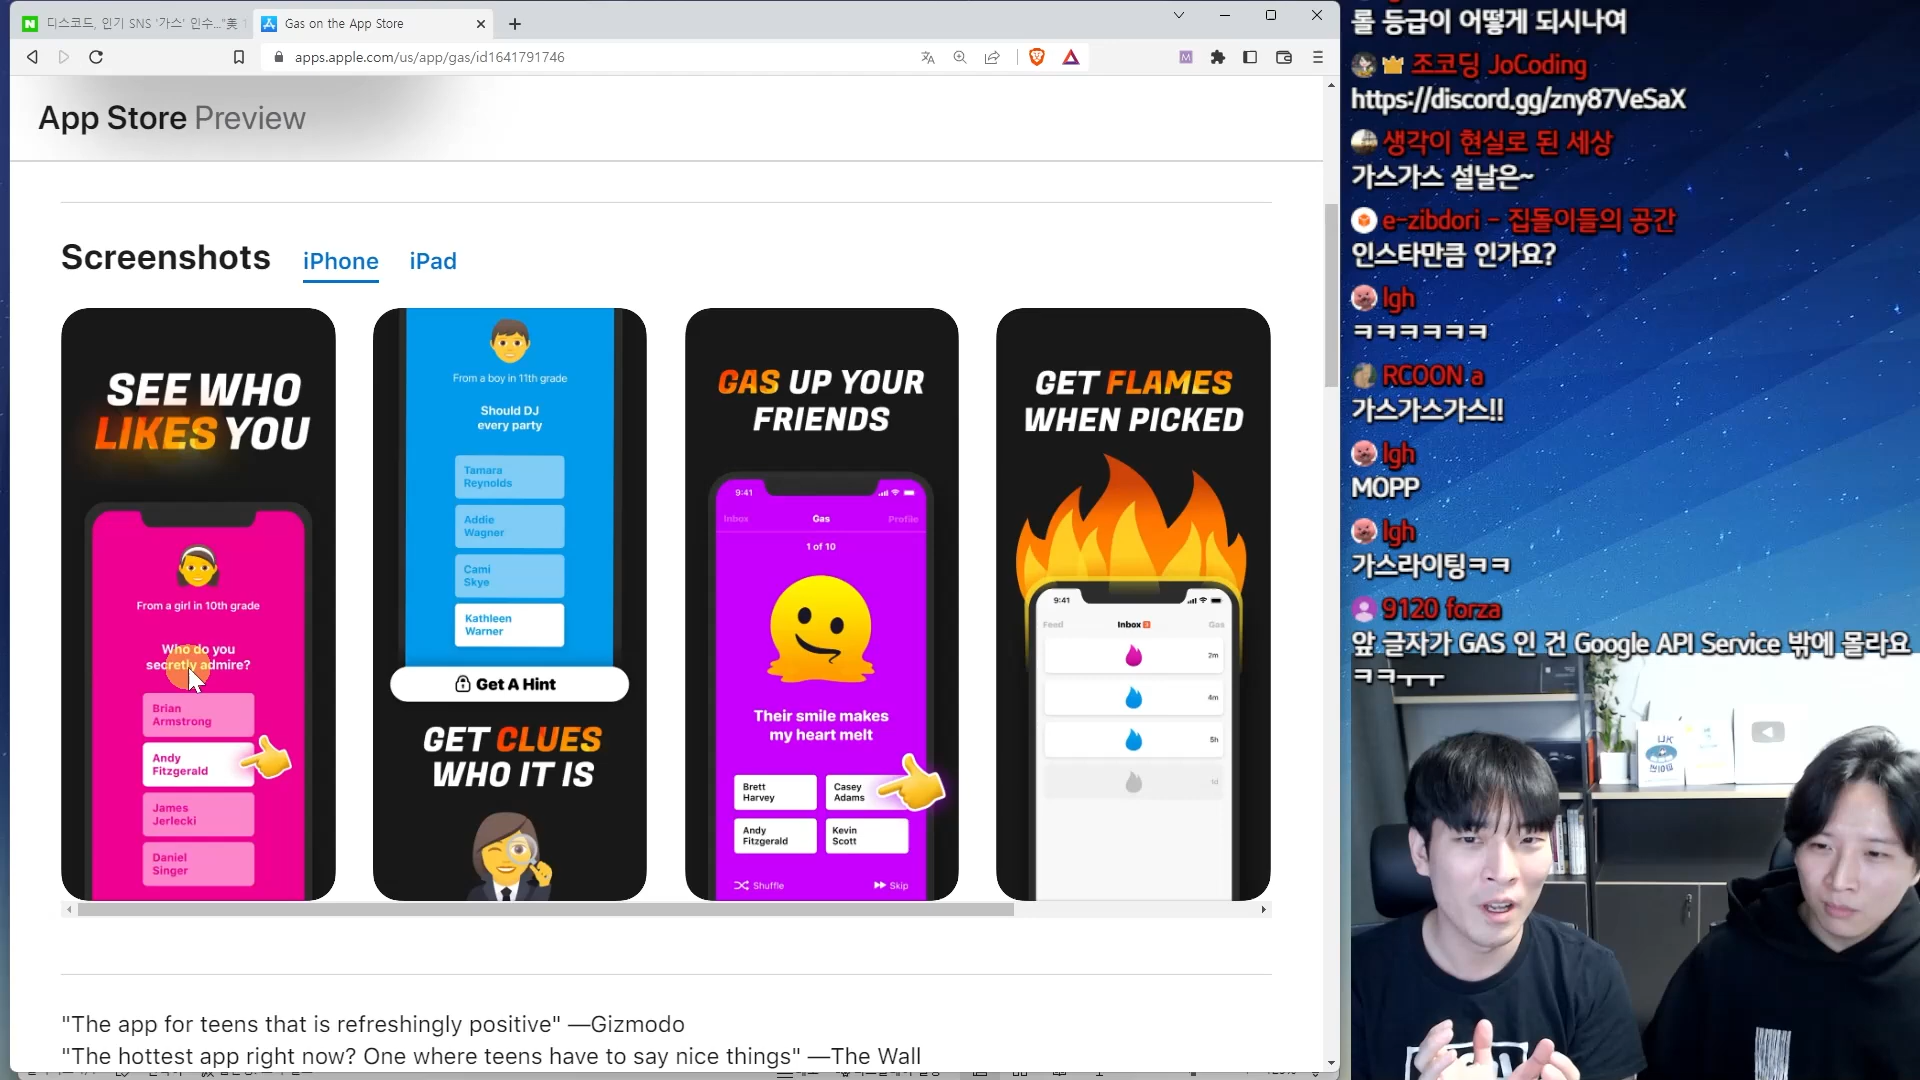 디스코드, 인기 SNS '가스' 인수..."美 1
Gas on the App Store
apps.apple.com/us/app/gas/id1641791746
App Store Preview
Screenshots
iPhone
iPad
SEE WHO
LIKES YOU
From a girl in 10th grade
Who do you
secretly admire?
Brian
Armstrong
Andy
Fitzgerald
James
Jerlecki
Daniel
Singer
From a boy in 11th grade
Should DJ
every party
Tamara
Reynolds
Addie
Wagner
Cami
Skye
Kathleen
Warner
Get A Hint
GET CLUES
WHO IT IS
GAS UP YOUR
FRIENDS
9:41
Inbox
Gas
Profile
1 of 10
Their smile makes
my heart melt
Brett
Harvey
Casey
Adams
Andy
Fitzgerald
Kevin
Scott
Shuffle
Skip
GET FLAMES
WHEN PICKED
9:41
Feed
Inbox 3
Gas
2m
4m
5h
1d
"The app for teens that is refreshingly positive" —Gizmodo
"The hottest app right now? One where teens have to say nice things" —The Wall
롤 등급이 어떻게 되시나여
조코딩 JoCoding
https://discord.gg/zny87VeSaX
생각이 현실로 된 세상
가스가스 설날은~
e-zibdori - 집돌이들의 공간
인스타만큼 인가요?
lgh
ㅋㅋㅋㅋㅋㅋ
RCOON a
가스가스가스!!
lgh
MOPP
lgh
가스라이팅ㅋㅋ
9120 forza
앞 글자가 GAS 인 건 Google API Service 밖에 몰라요
ㅋㅋㅜㅜ